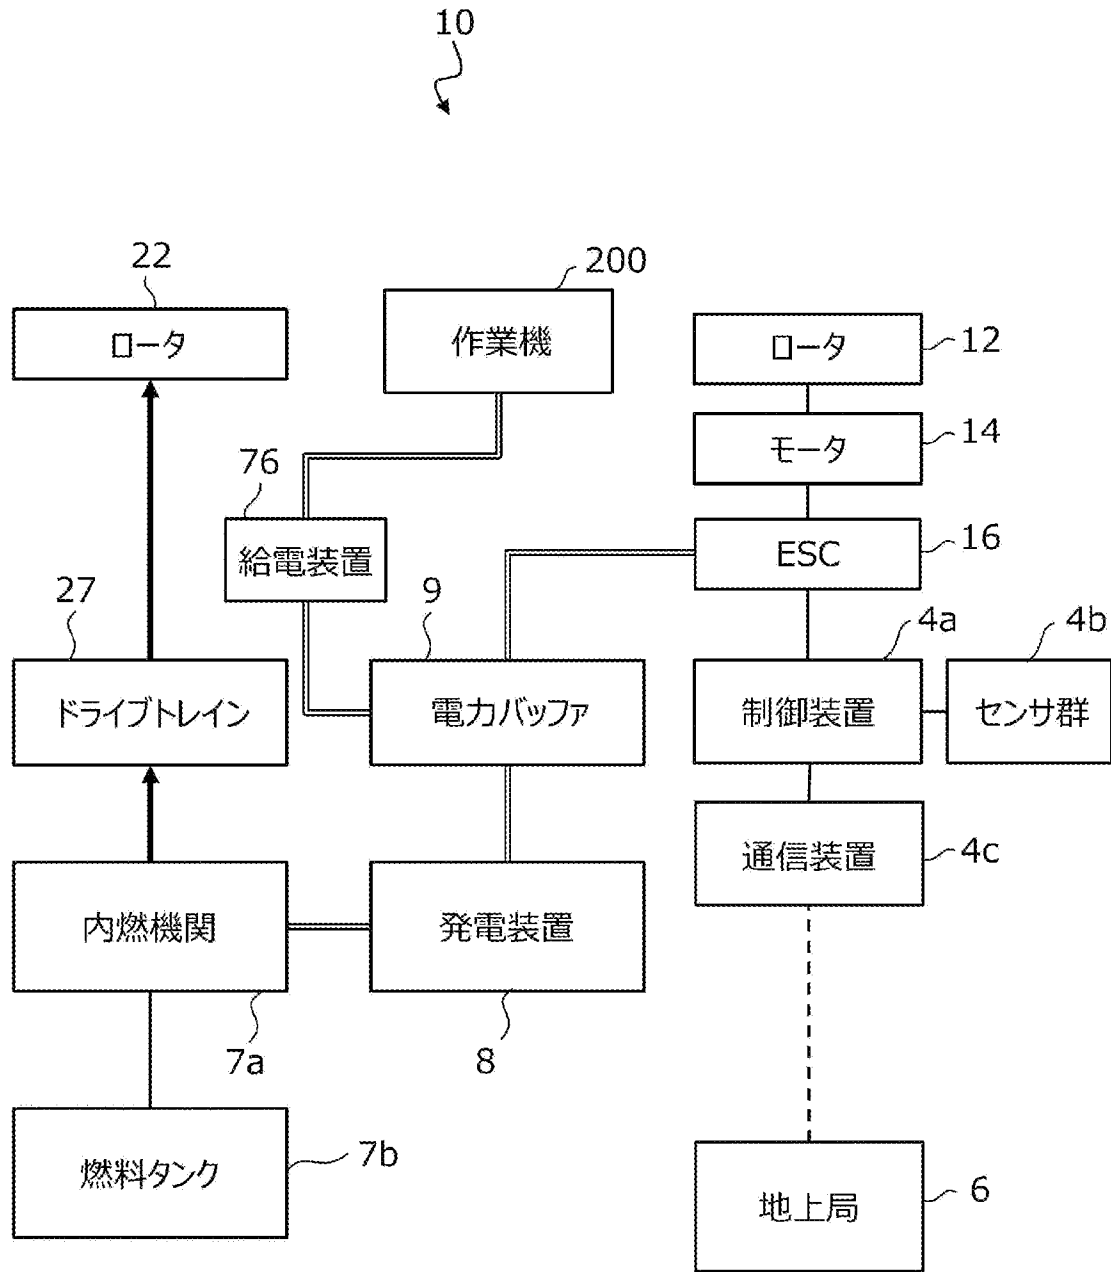 10
22
ロータ
200
作業機
ロータ
12
モータ
14
76
給電装置
ESC
16
27
ドライブトレイン
9
電力バッファ
4a
制御装置
4b
センサ群
通信装置
4c
内燃機関
7a
発電装置
8
燃料タンク
7b
地上局
6